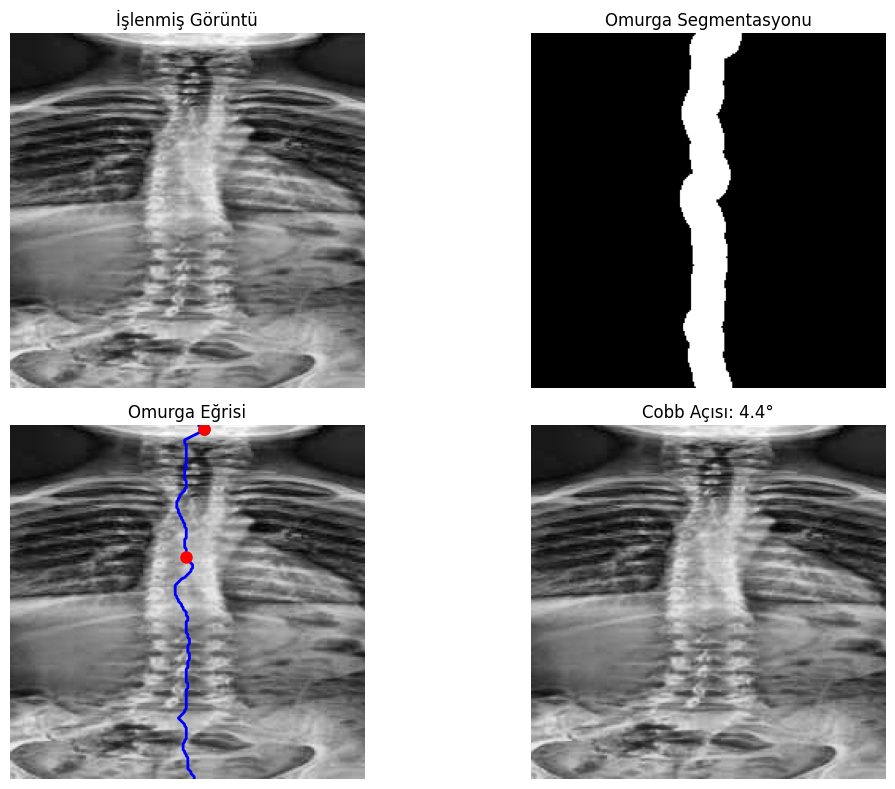 İşlenmiş Görüntü
Omurga Segmentasyonu
Omurga Eğrisi
Cobb Açısı: 4.4°